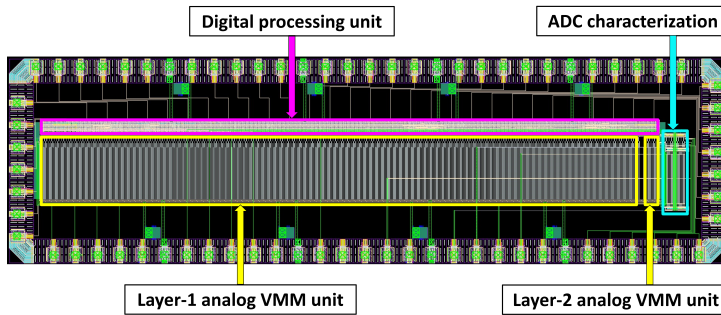 Digital processing unit
ADC characterization
Layer-1 analog VMM unit
Layer-2 analog VMM unit